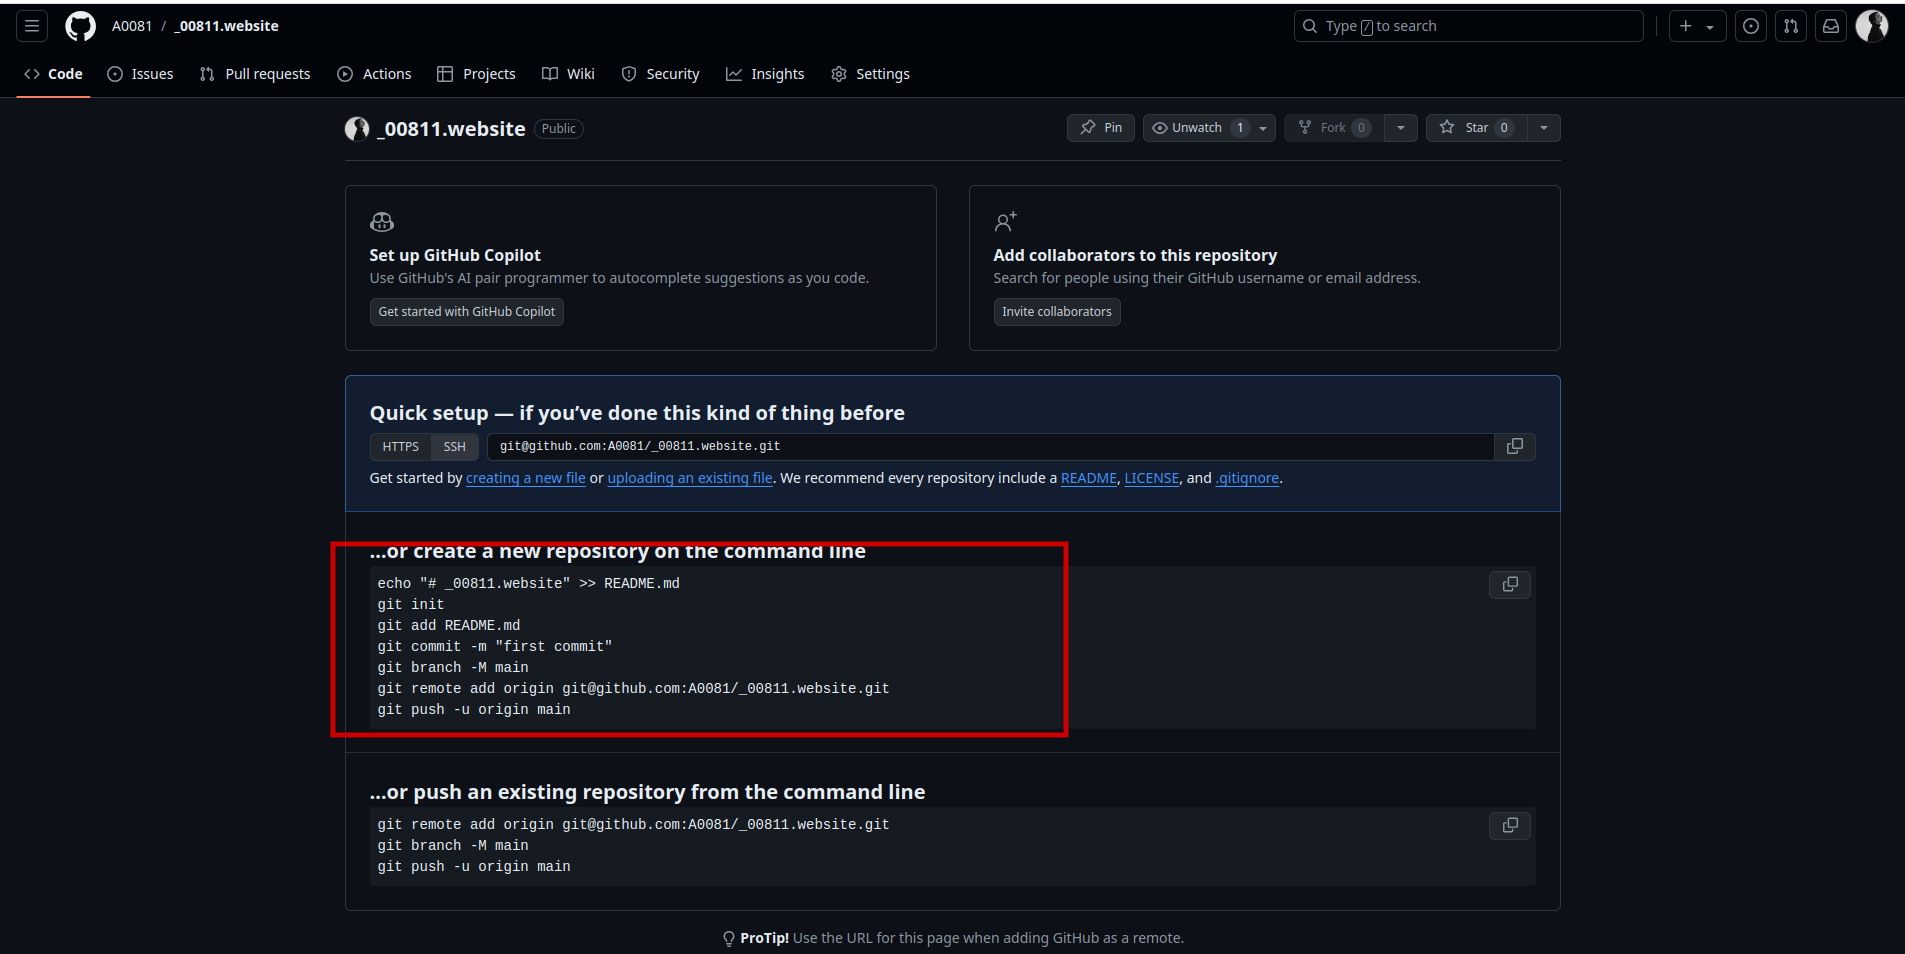 A0081 / _00811.website
Type / to search
Code Issues Pull requests Actions Projects Wiki Security Insights Settings
_00811.website Public
Pin Unwatch 1 Fork 0 Star 0
Set up GitHub Copilot
Use GitHub's AI pair programmer to autocomplete suggestions as you code.
Get started with GitHub Copilot
Add collaborators to this repository
Search for people using their GitHub username or email address.
Invite collaborators
Quick setup — if you’ve done this kind of thing before
HTTPS SSH git@github.com:A0081/_00811.website.git
Get started by creating a new file or uploading an existing file. We recommend every repository include a README, LICENSE, and .gitignore.
…or create a new repository on the command line
echo "# _00811.website" >> README.md
git init
git add README.md
git commit -m "first commit"
git branch -M main
git remote add origin git@github.com:A0081/_00811.website.git
git push -u origin main
…or push an existing repository from the command line
git remote add origin git@github.com:A0081/_00811.website.git
git branch -M main
git push -u origin main
ProTip! Use the URL for this page when adding GitHub as a remote.